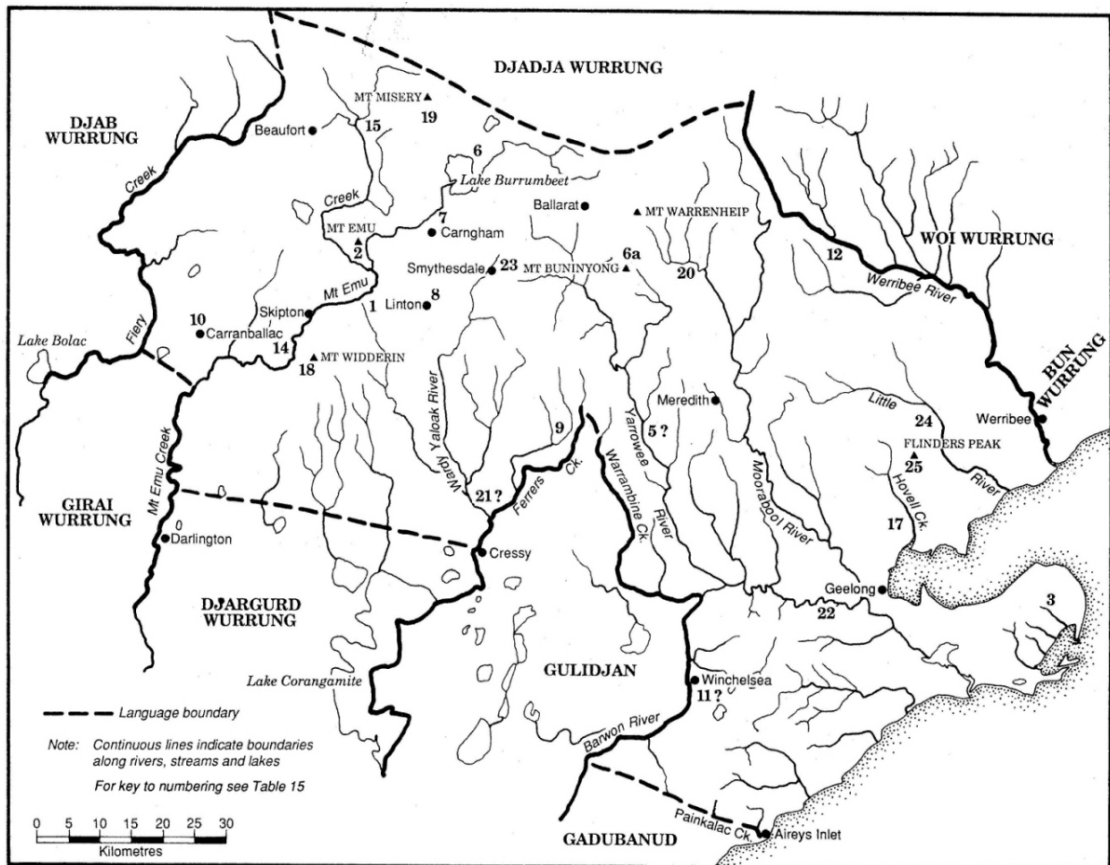 DJADJA WURRUNG
MT MISERY
19
15
DJAB
WURRUNG
Beaufort
6
Lake Burrumbeet
Creek
Creek
7
Ballarat
MT WARRENHEIP
MT EMU
2
Carngham
WOI WURRUNG
12
6a
Smythesdale
23
MT BUNINYONG
20
Werribee River
Mt Emu
1
Linton
8
Skipton
10
Carranballac
Fiery
Lake Bolac
14
18
MT WIDDERIN
BUN
WURRUNG
Yaloak River
Wardy
Meredith
Little
24
Werribee
9
5 ?
Yarrowee
River
FLINDERS PEAK
25
River
Ferrers Ck.
Warrambine Ck.
Moorabool River
Hovell Ck.
21 ?
17
GIRAI
WURRUNG
Mt Emu Creek
Darlington
Cressy
Geelong
22
3
DJARGURD
WURRUNG
GULIDJAN
Lake Corangamite
Winchelsea
11 ?
Barwon River
Language boundary
Note: Continuous lines indicate boundaries
along rivers, streams and lakes
For key to numbering see Table 15
0 5 10 15 20 25 30
Kilometres
Painkalac Ck.
Aireys Inlet
GADUBANUD